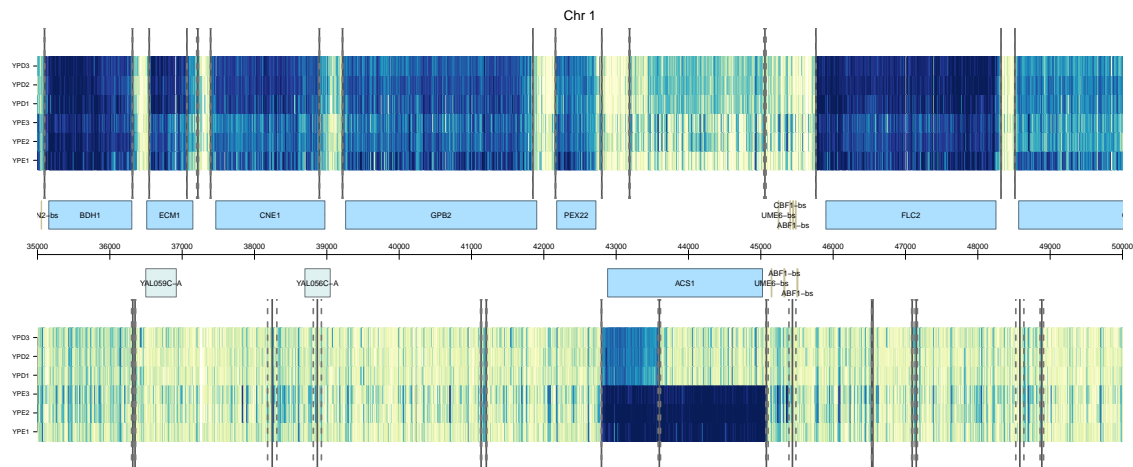 Chr 1
YPD3
YPD2
YPD1
YPE3
YPE2
YPE1
N2-bs BDH1 ECM1 CNE1 GPB2 PEX22 UME6-bs CBF1-bs ABF1-bs FLC2
35000 36000 37000 38000 39000 40000 41000 42000 43000 44000 45000 46000 47000 48000 49000 50000
YAL059C-A YAL056C-A ACS1 UME6-bs ABF1-bs ABF1-bs
YPD3
YPD2
YPD1
YPE3
YPE2
YPE1